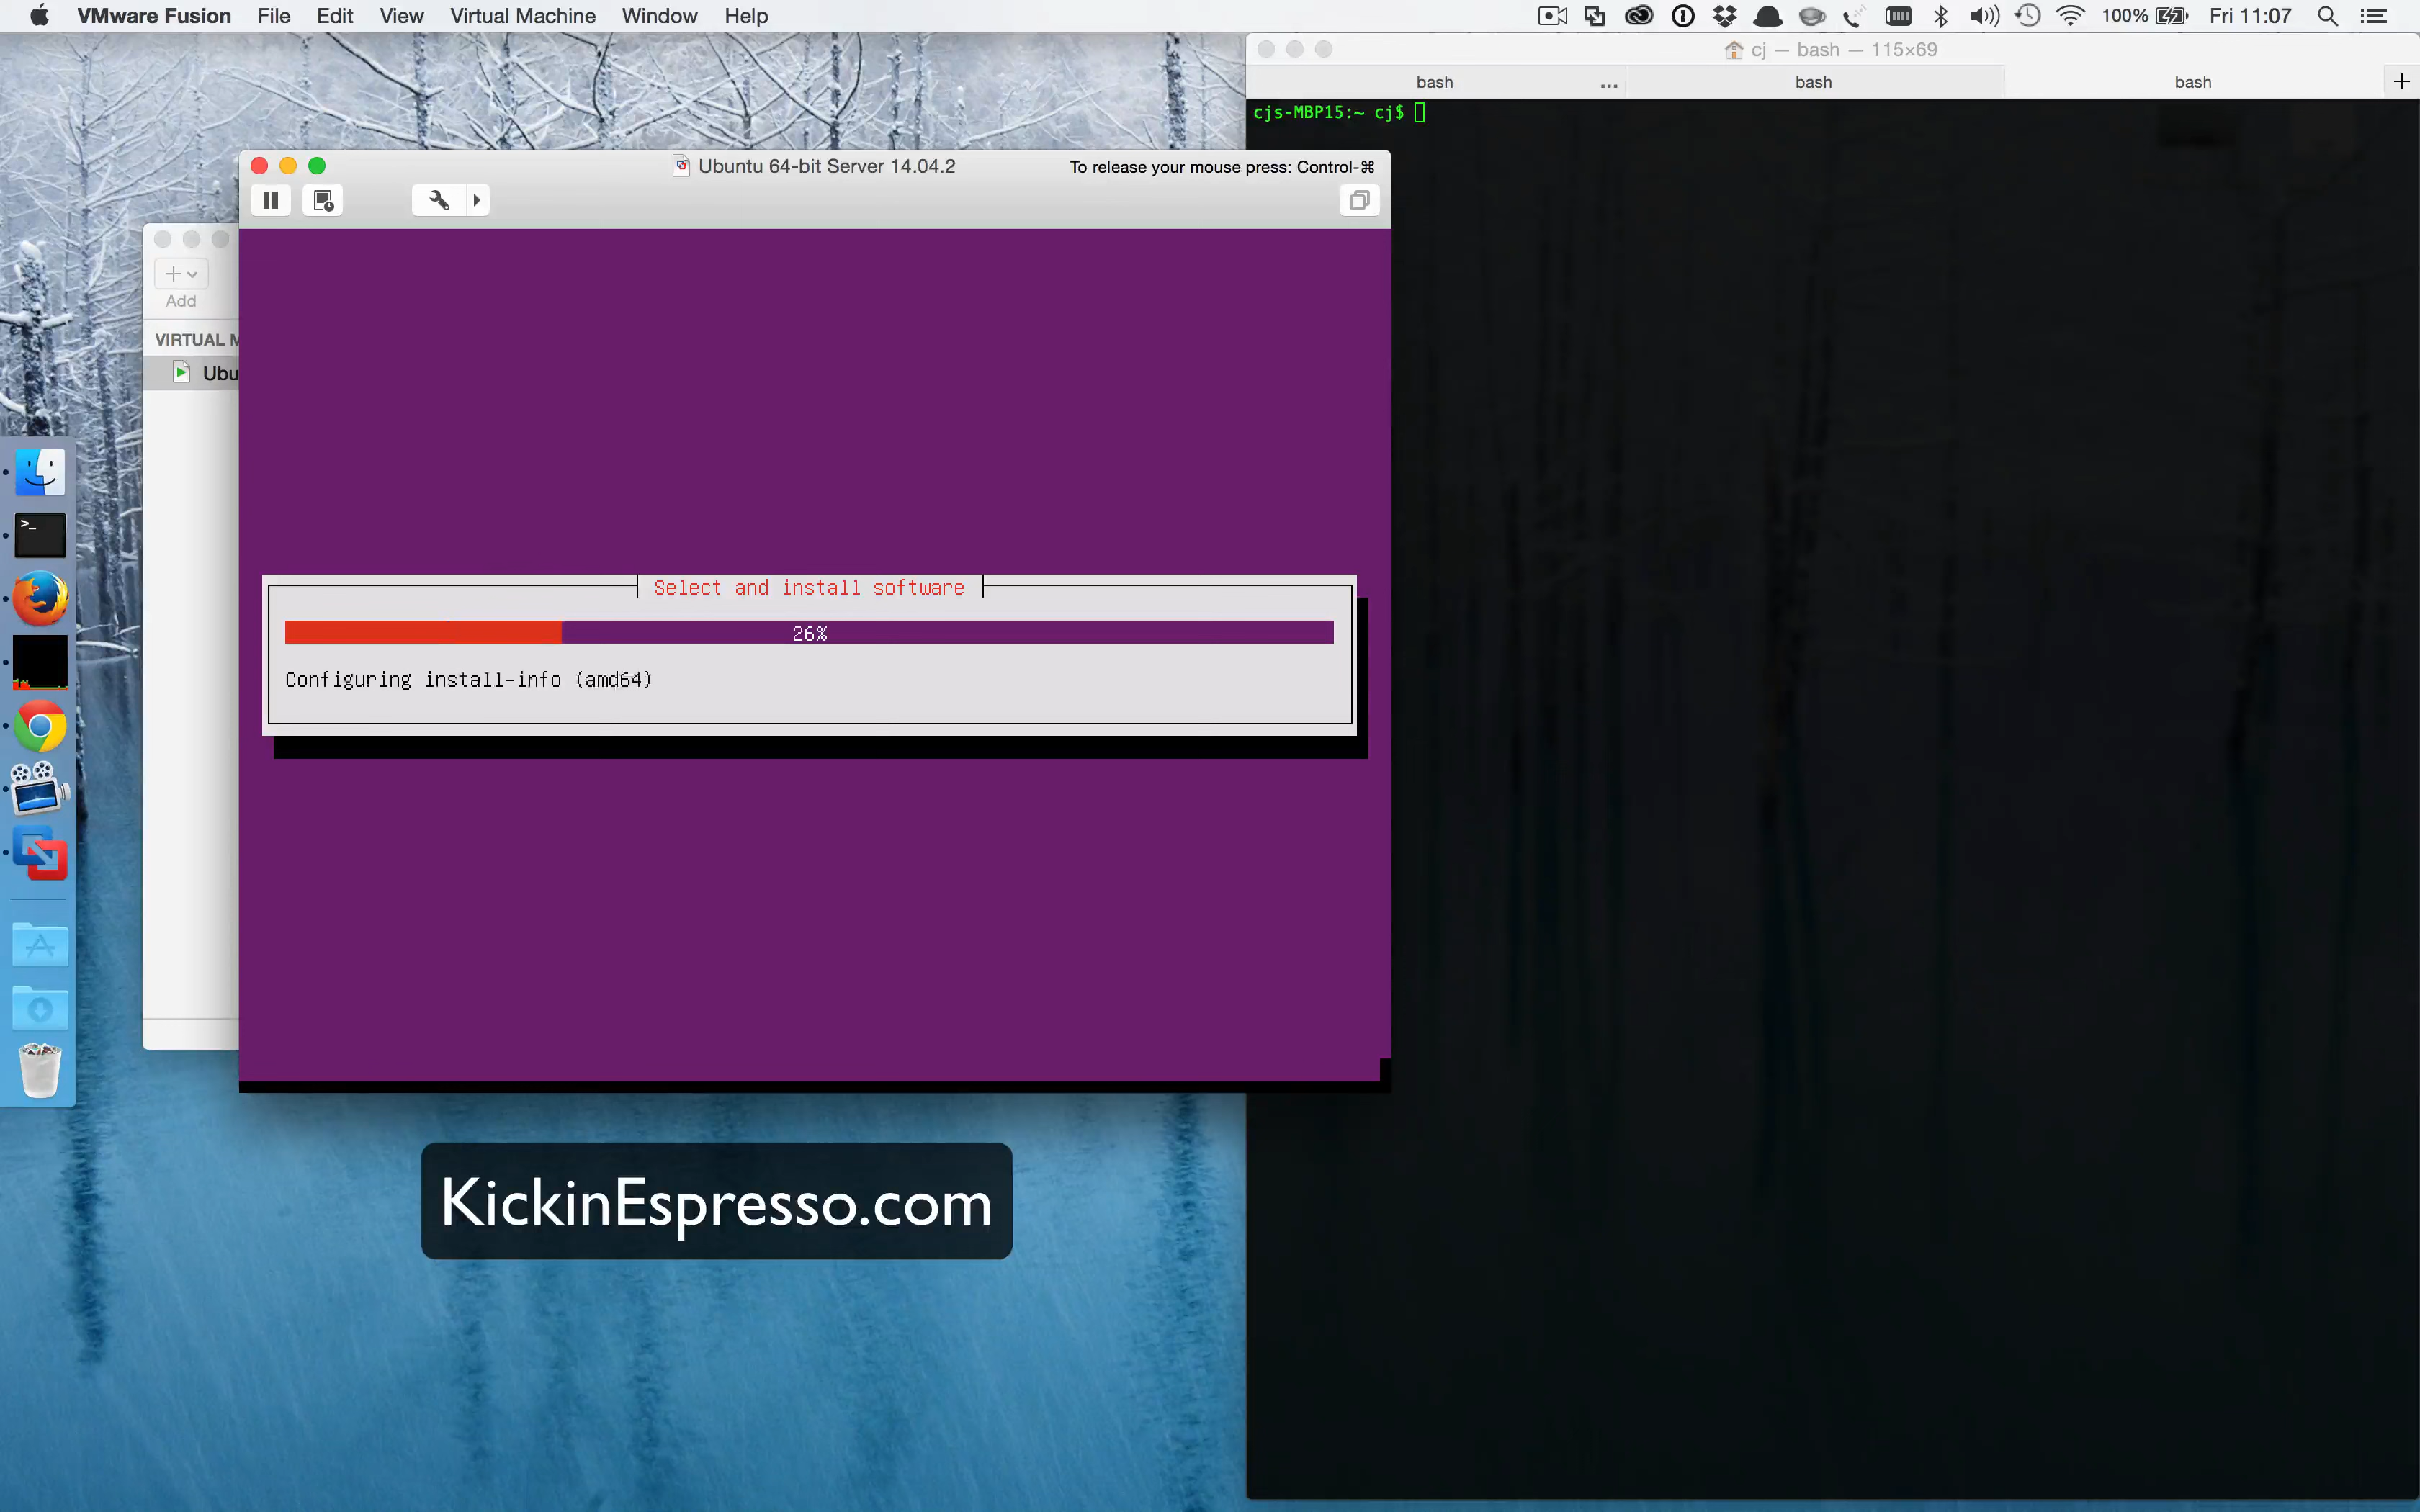 VMware Fusion File Edit View Virtual Machine Window Help 100% Fri 11:07
cj — bash — 115×69
bash ... bash bash +
cjs-MBP15:~ cj$
Ubuntu 64-bit Server 14.04.2 To release your mouse press: Control-⌘
Add
VIRTUAL M
Ubu
Select and install software
26%
Configuring install-info (amd64)
KickinEspresso.com